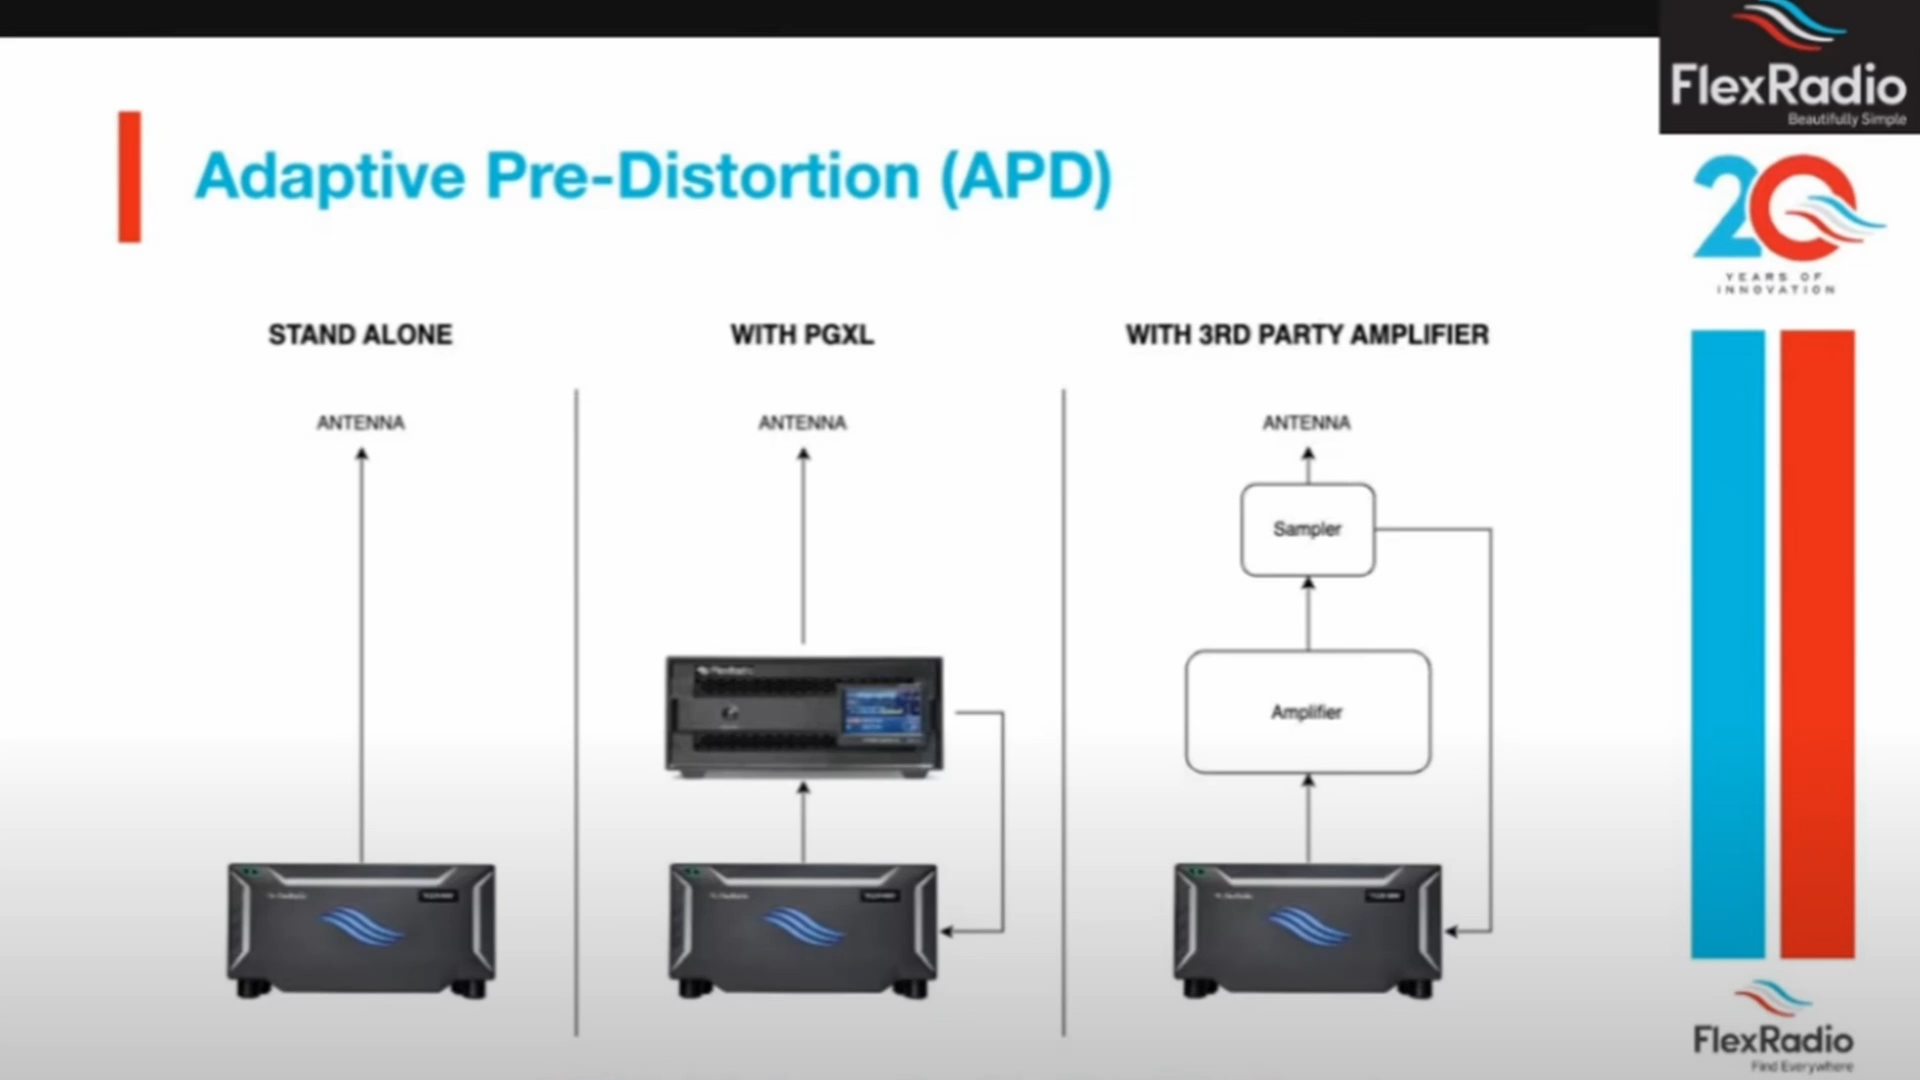 FlexRadio
Beautifully Simple
Adaptive Pre-Distortion (APD)
20
YEARS OF
INNOVATION
STAND ALONE
WITH PGXL
WITH 3RD PARTY AMPLIFIER
ANTENNA
ANTENNA
ANTENNA
Sampler
Amplifier
FlexRadio
Find Everywhere